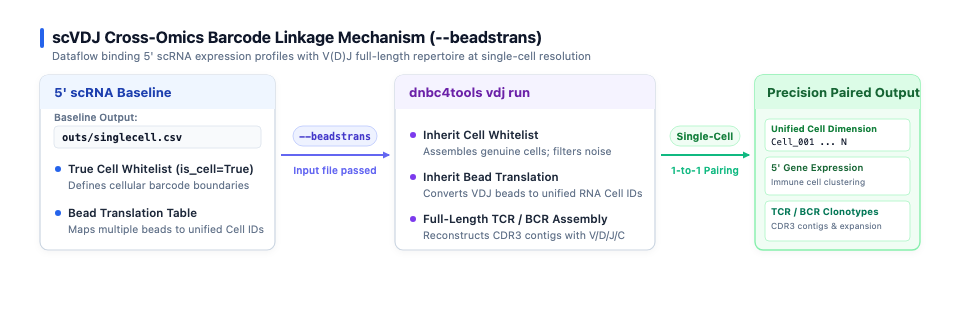 scVDJ Cross-Omics Barcode Linkage Mechanism (--beadstrans)
Dataflow binding 5' scRNA expression profiles with V(D)J full-length repertoire at single-cell resolution
5' scRNA Baseline
Baseline Output:
outs/singlecell.csv
True Cell Whitelist (is_cell=True)
Defines cellular barcode boundaries
Bead Translation Table
Maps multiple beads to unified Cell IDs
--beadstrans
Input file passed
dnbc4tools vdj run
Inherit Cell Whitelist
Assembles genuine cells; filters noise
Inherit Bead Translation
Converts VDJ beads to unified RNA Cell IDs
Full-Length TCR / BCR Assembly
Reconstructs CDR3 contigs with V/D/J/C
Single-Cell
1-to-1 Pairing
Precision Paired Output
Unified Cell Dimension
Cell_001 ... N
5' Gene Expression
Immune cell clustering
TCR / BCR Clonotypes
CDR3 contigs & expansion